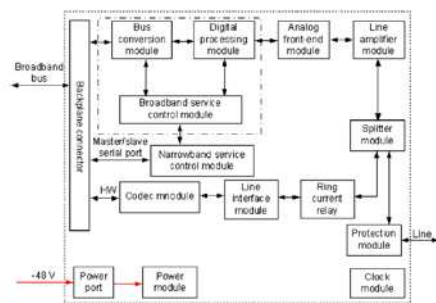 Bus
conversion
module
Digital
processing
module
Analog
front-end
module
Line
amplifier
module
Broadband
bus
Backplane connector
Broadband service
control module
Splitter
module
Master/slave
serial port
Narrowband service
control module
HW
Codec mnodule
Line
interface
module
Ring
current
relay
Protection
module
Line
-48 V
Power
port
Power
module
Clock
module